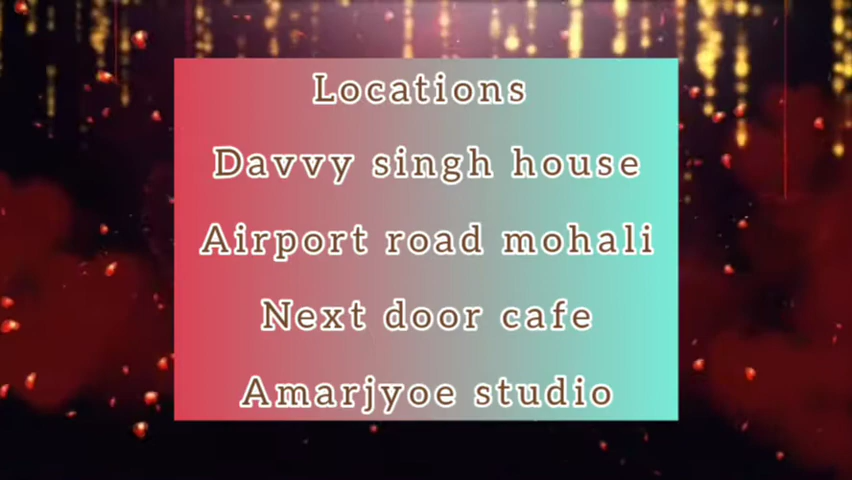 Locations
Davvy singh house
Airport road mohali
Next door cafe
Amarjyoe studio